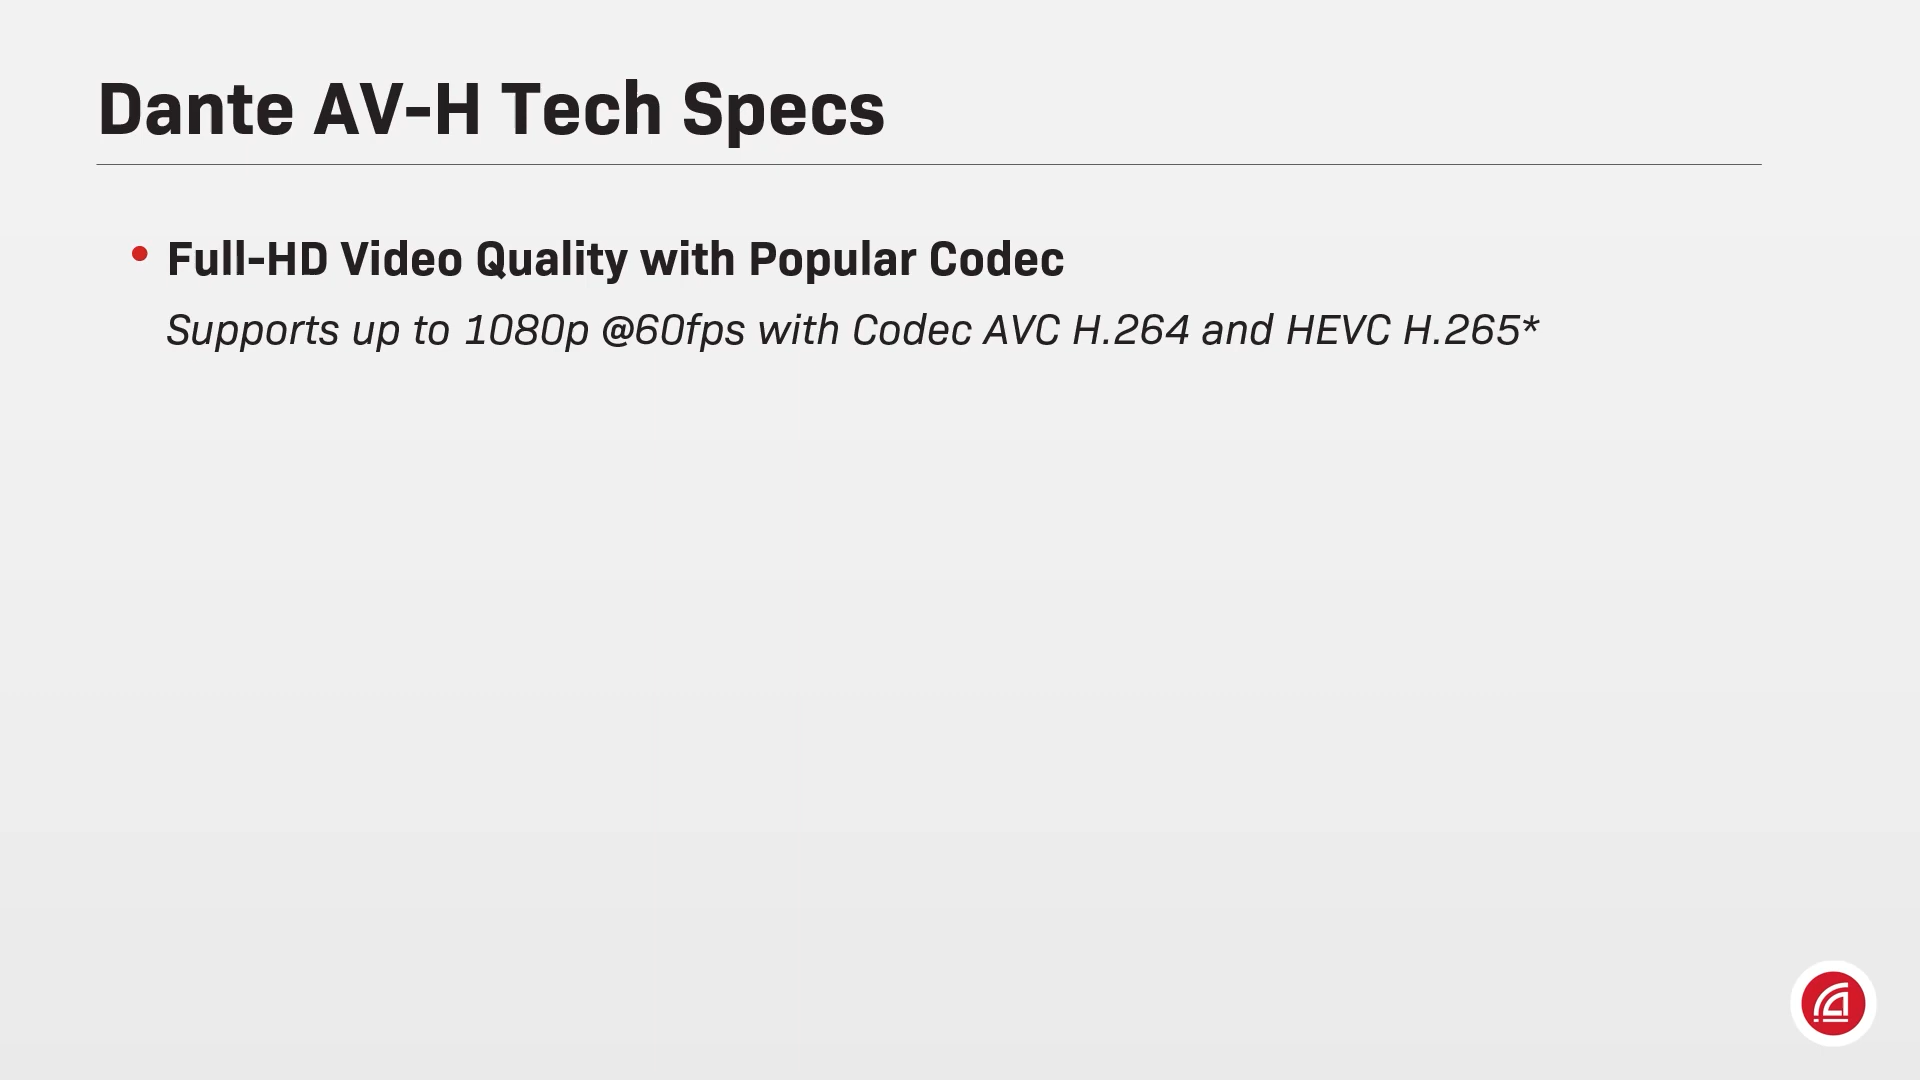 Dante AV-H Tech Specs
• Full-HD Video Quality with Popular Codec
Supports up to 1080p @60fps with Codec AVC H.264 and HEVC H.265*